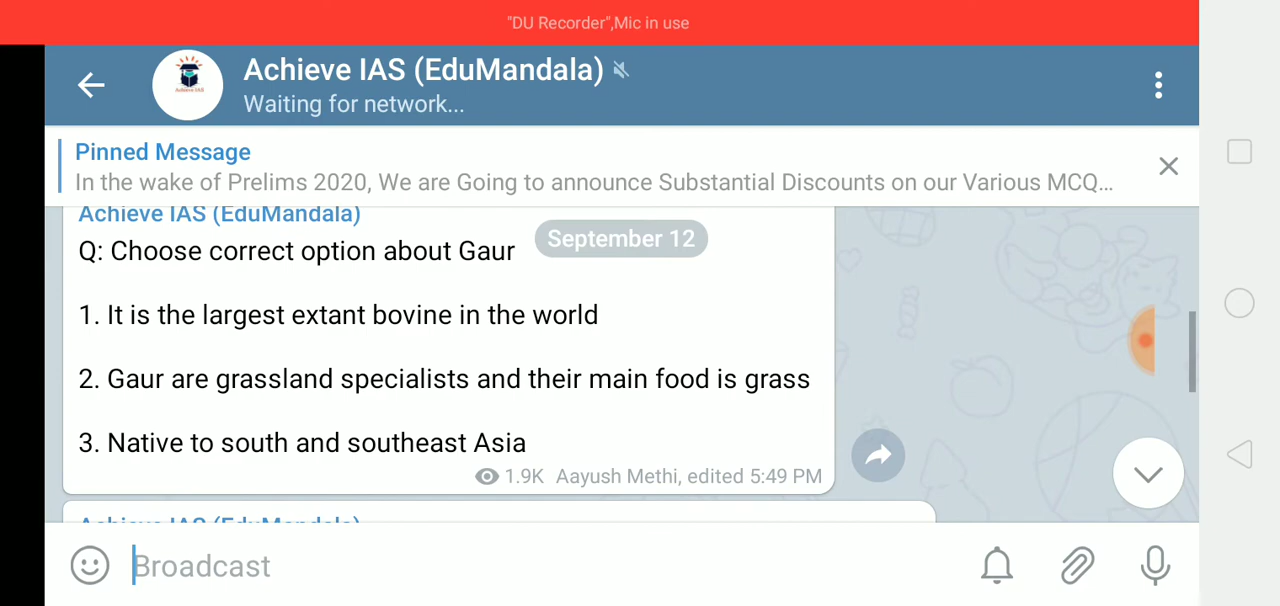 "DU Recorder",Mic in use
Achieve IAS (EduMandala)
Waiting for network...
Pinned Message
In the wake of Prelims 2020, We are Going to announce Substantial Discounts on our Various MCQ...
Achieve IAS (EduMandala)
September 12
Q: Choose correct option about Gaur
1. It is the largest extant bovine in the world
2. Gaur are grassland specialists and their main food is grass
3. Native to south and southeast Asia
1.9K Aayush Methi, edited 5:49 PM
Achieve IAS (EduMandala)
Broadcast